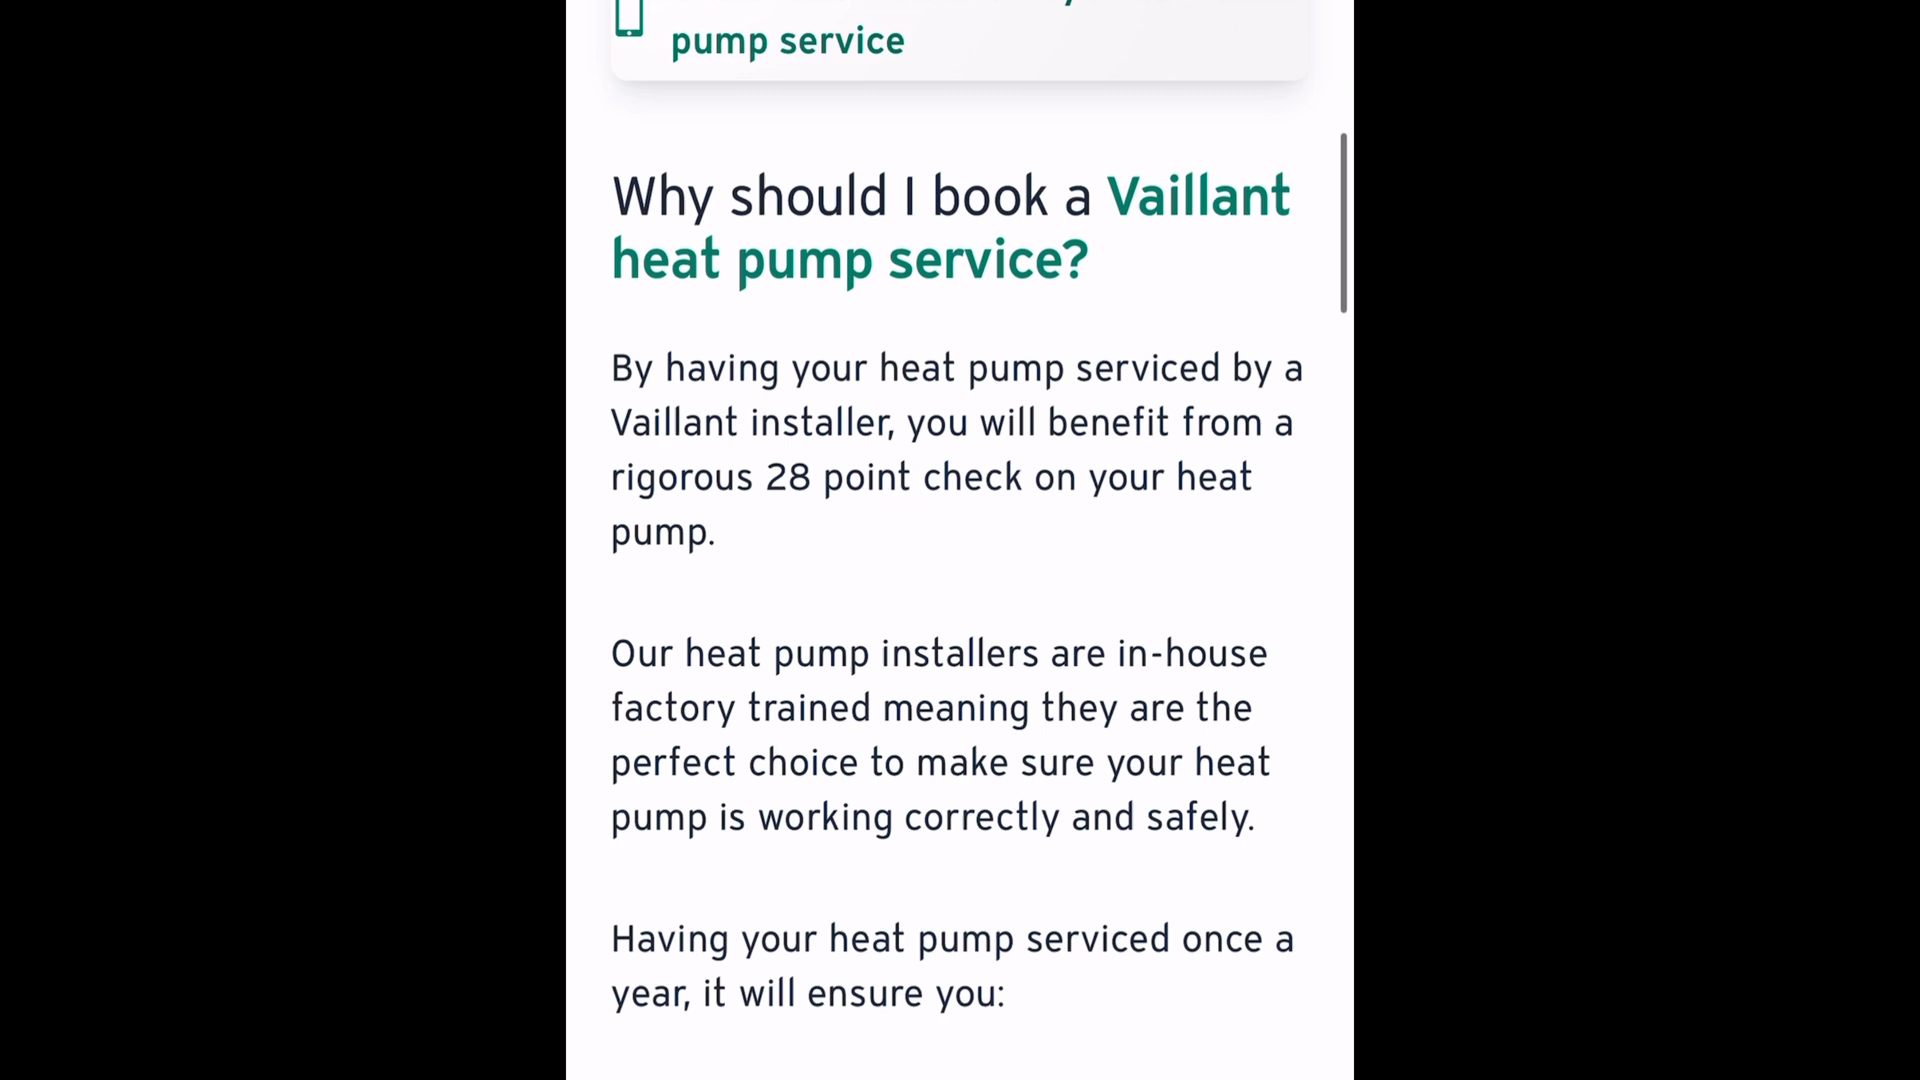 pump service
Why should I book a Vaillant
heat pump service?
By having your heat pump serviced by a
Vaillant installer, you will benefit from a
rigorous 28 point check on your heat
pump.
Our heat pump installers are in-house
factory trained meaning they are the
perfect choice to make sure your heat
pump is working correctly and safely.
Having your heat pump serviced once a
year, it will ensure you: